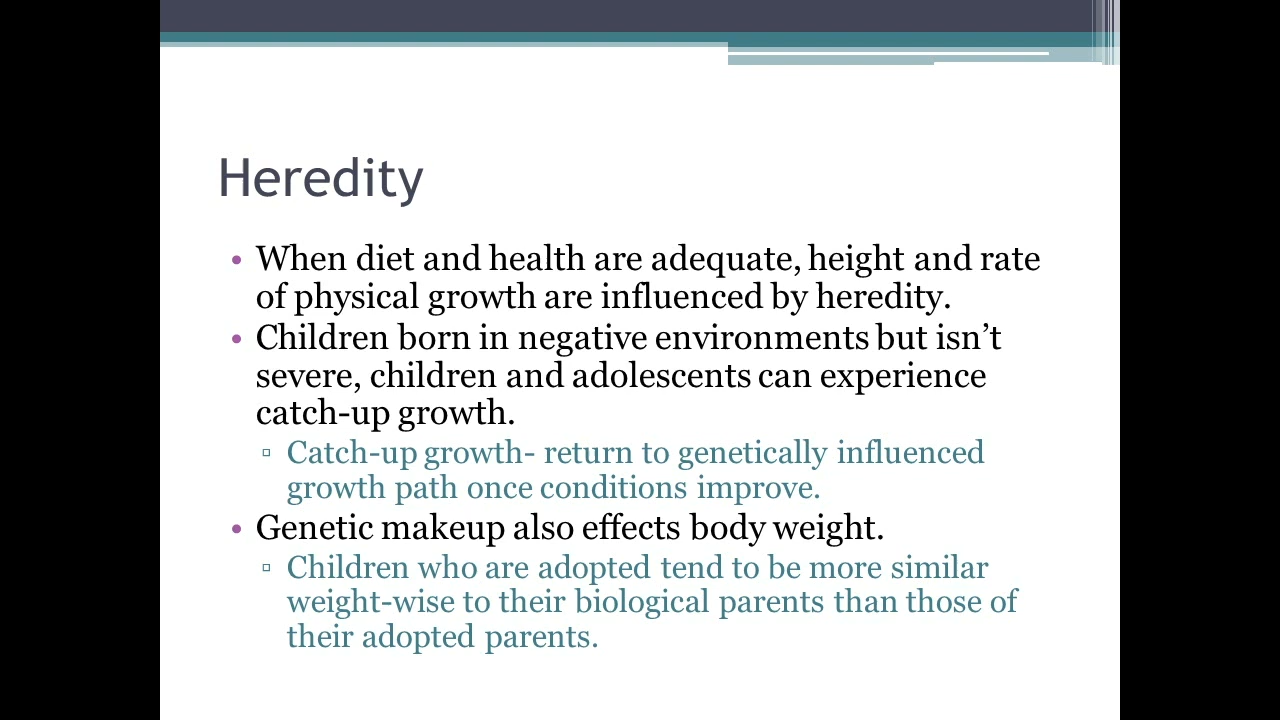 Heredity
• When diet and health are adequate, height and rate
of physical growth are influenced by heredity.
• Children born in negative environments but isn’t
severe, children and adolescents can experience
catch-up growth.
▫ Catch-up growth- return to genetically influenced
growth path once conditions improve.
• Genetic makeup also effects body weight.
▫ Children who are adopted tend to be more similar
weight-wise to their biological parents than those of
their adopted parents.